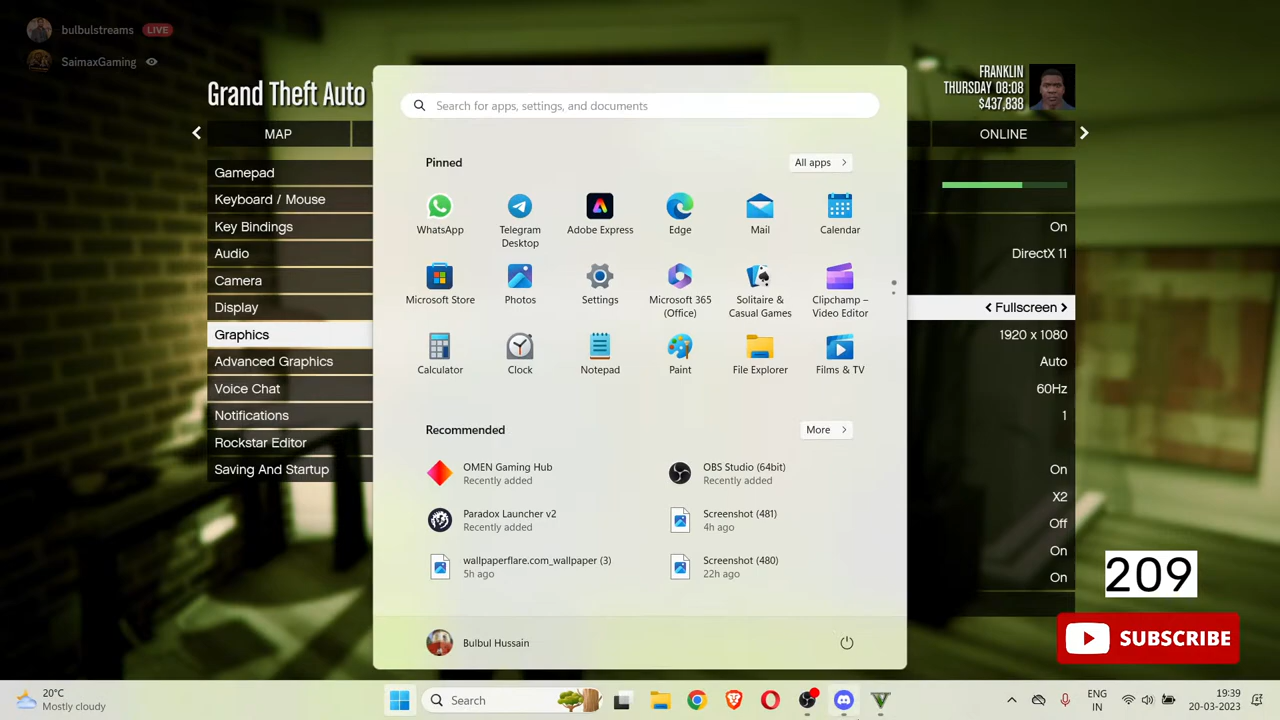 bulbulstreams LIVE
SaimaxGaming
Grand Theft Auto
FRANKLIN
THURSDAY 08:08
$437,838
MAP
ONLINE
Gamepad
Keyboard / Mouse
Key Bindings
Audio
Camera
Display
Graphics
Advanced Graphics
Voice Chat
Notifications
Rockstar Editor
Saving And Startup
Search for apps, settings, and documents
Pinned
All apps
WhatsApp
Telegram Desktop
Adobe Express
Edge
Mail
Calendar
Microsoft Store
Photos
Settings
Microsoft 365 (Office)
Solitaire & Casual Games
Clipchamp – Video Editor
Calculator
Clock
Notepad
Paint
File Explorer
Films & TV
Recommended
More
OMEN Gaming Hub
Recently added
OBS Studio (64bit)
Recently added
Paradox Launcher v2
Recently added
Screenshot (481)
4h ago
wallpaperflare.com_wallpaper (3)
5h ago
Screenshot (480)
22h ago
Bulbul Hussain
On
DirectX 11
Fullscreen
1920 x 1080
Auto
60Hz
1
On
X2
Off
On
On
209
SUBSCRIBE
20°C
Mostly cloudy
Search
ENG
IN
19:39
20-03-2023